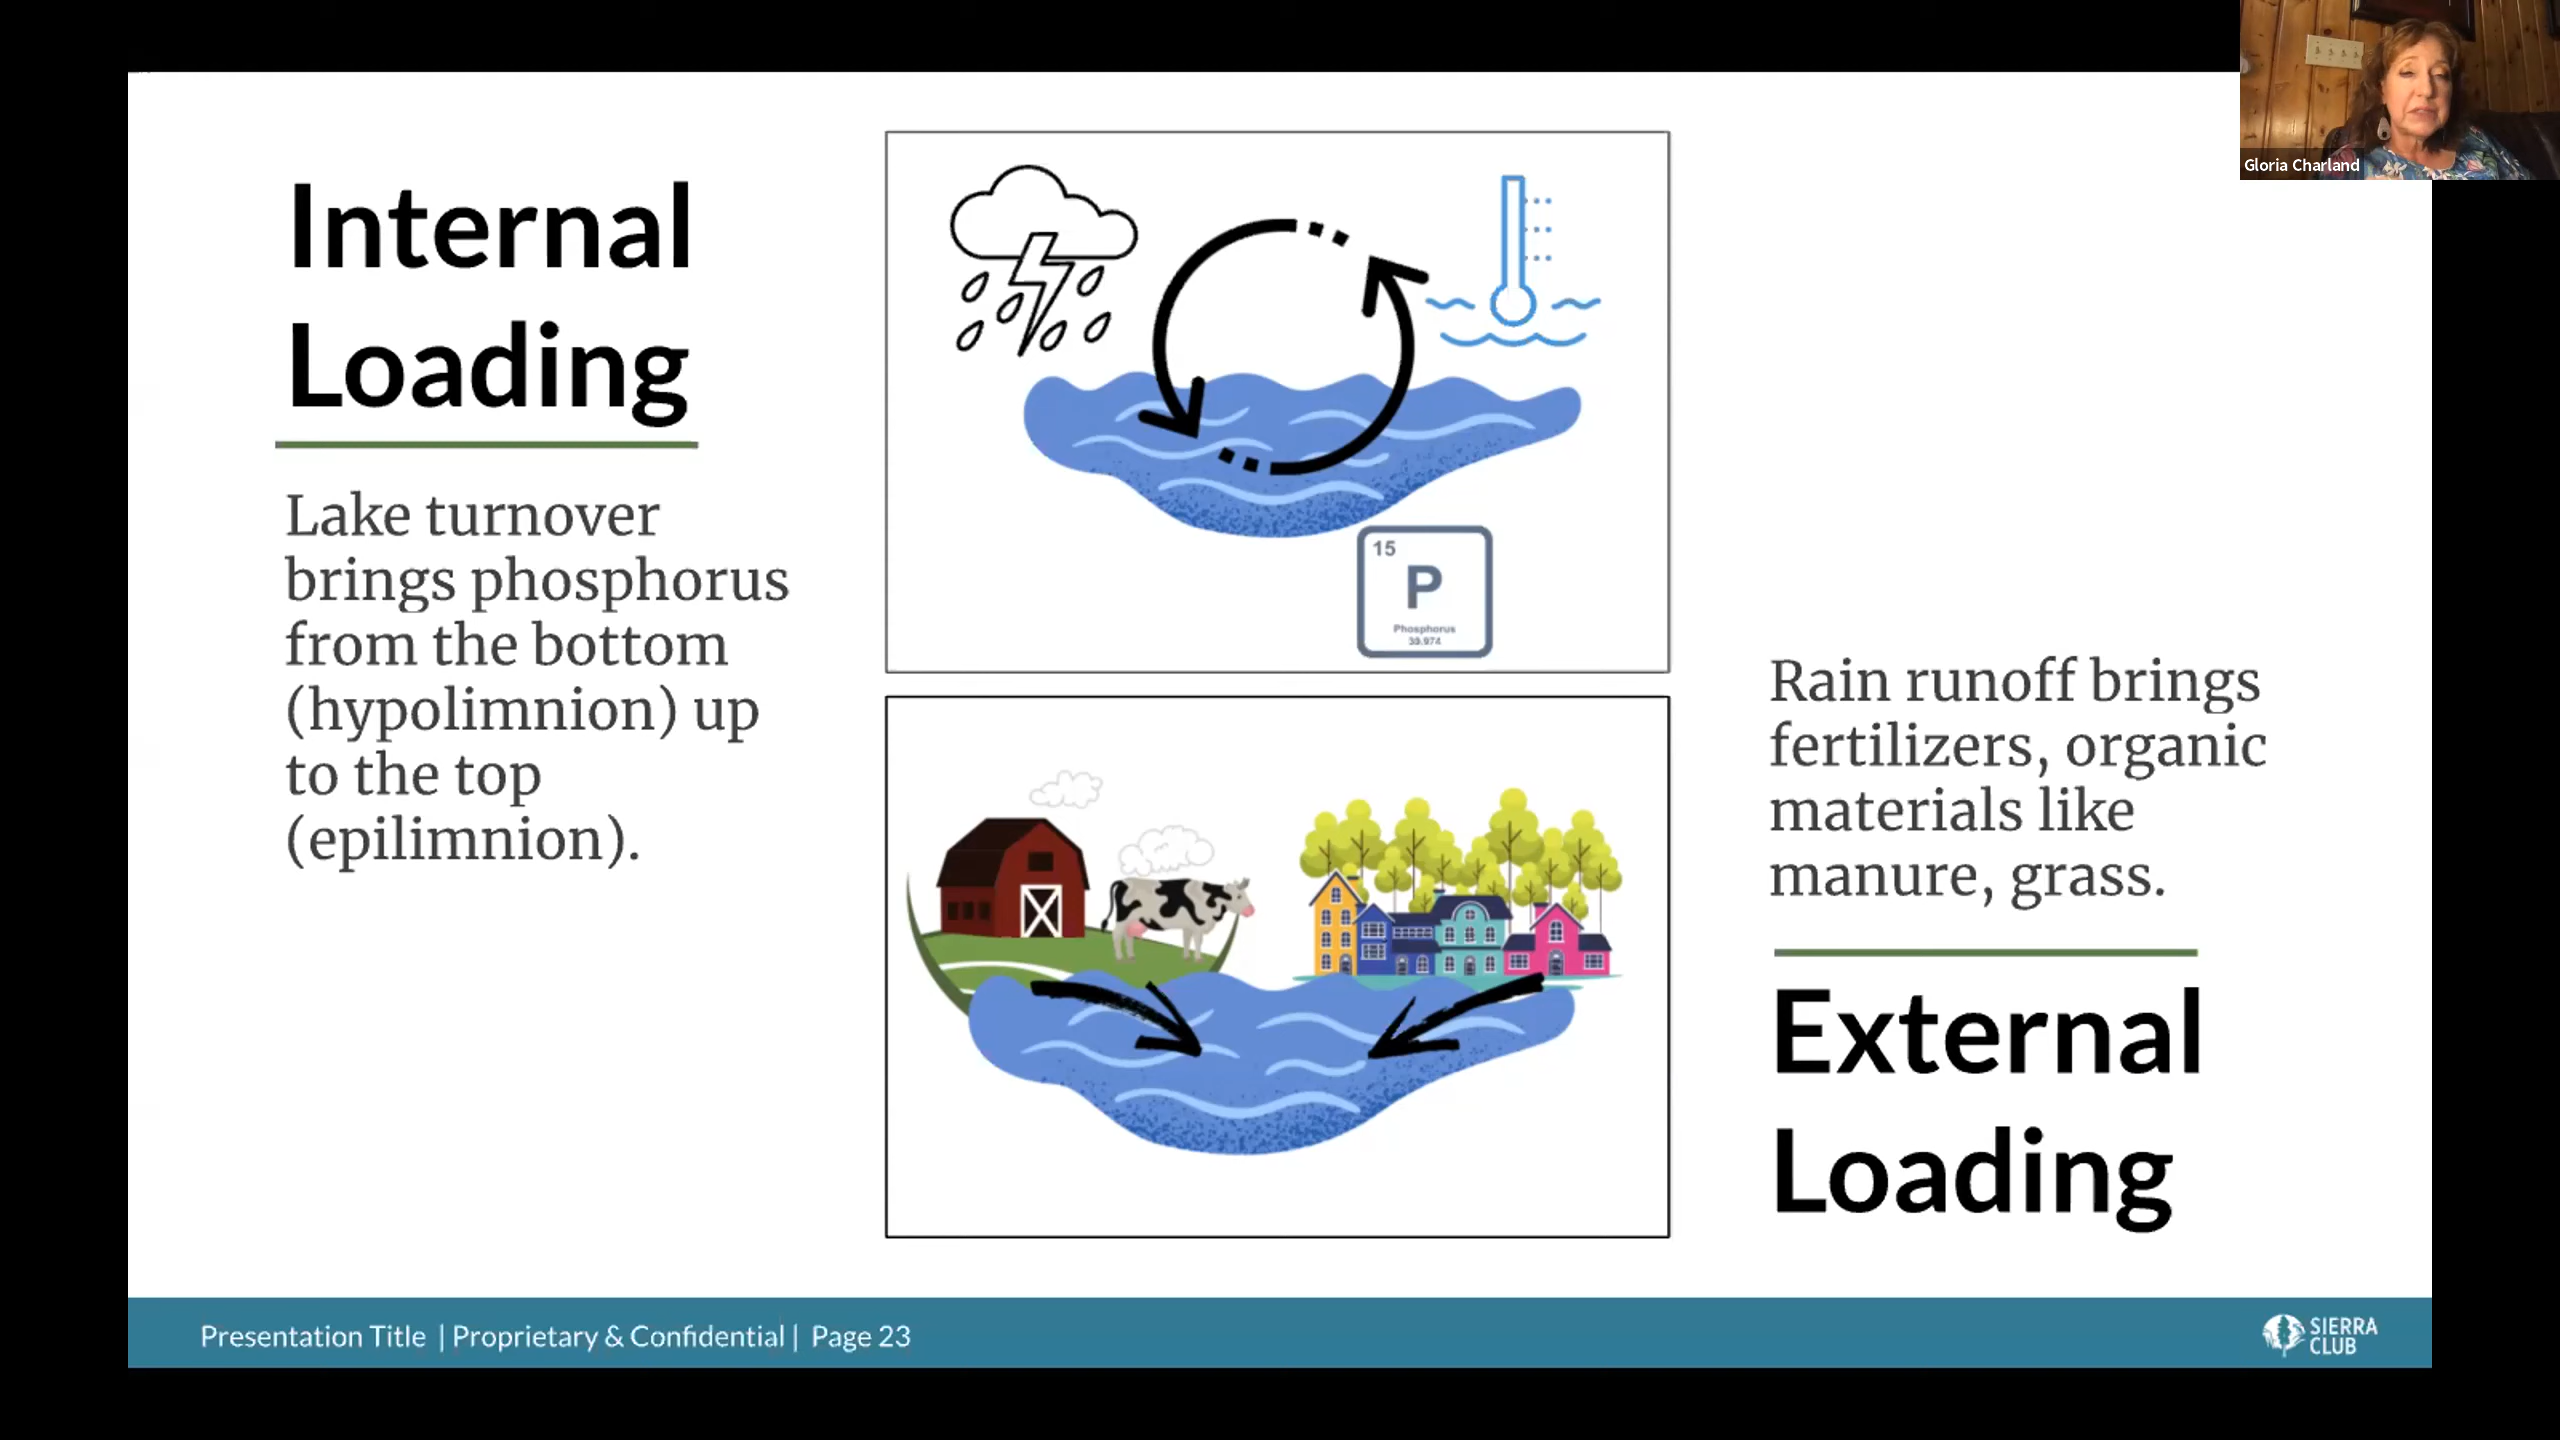 Gloria Charland
Internal
Loading
Lake turnover
brings phosphorus
from the bottom
(hypolimnion) up
to the top
(epilimnion).
15
P
Phosphorus
30.974
Rain runoff brings
fertilizers, organic
materials like
manure, grass.
External
Loading
Presentation Title | Proprietary & Confidential | Page 23
SIERRA
CLUB